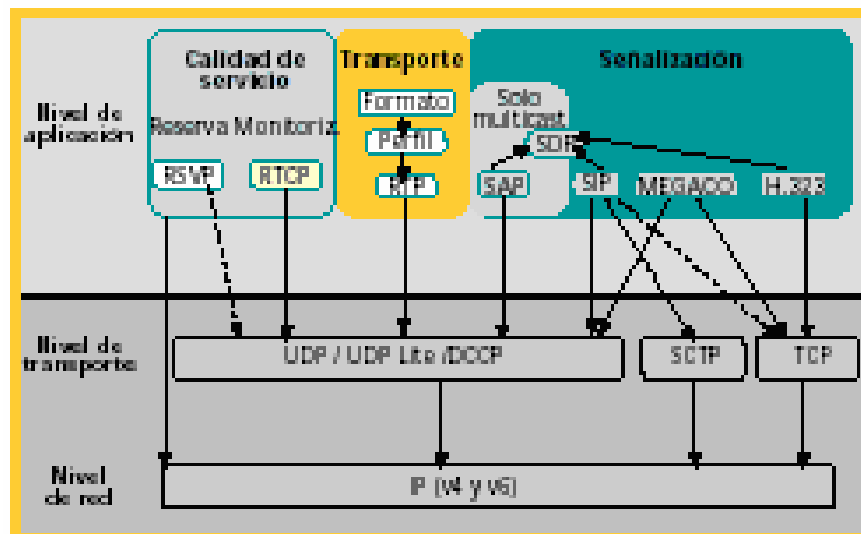 Calidad de
servicio
Transporte
Señalización
Nivel de
aplicación
Reserva Monitoriz.
Formato
Perfil
RTP
Solo
multicast
SDP
RSVP
RTCP
SAP
SIP
MEGACO
H.323
Nivel de
transporte
UDP / UDP Lite /DCCP
SCTP
TCP
Nivel
de red
IP (v4 y v6)